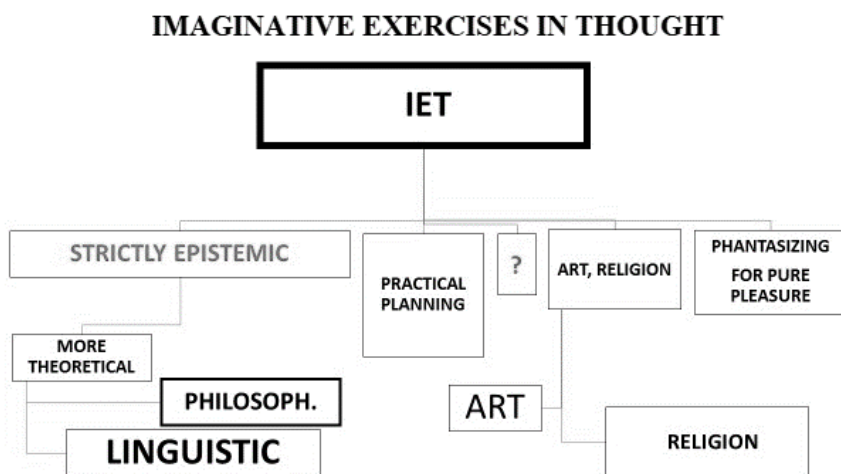 IMAGINATIVE EXERCISES IN THOUGHT
IET
STRICTLY EPISTEMIC
PRACTICAL
PLANNING
?
ART, RELIGION
PHANTASIZING
FOR PURE
PLEASURE
MORE
THEORETICAL
PHILOSOPH.
LINGUISTIC
ART
RELIGION